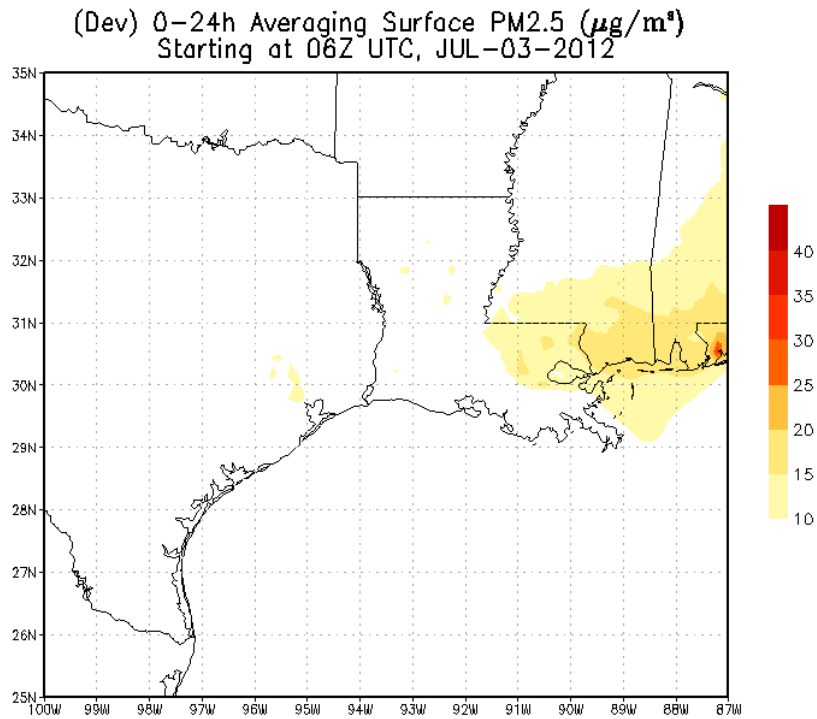 (Dev) 0-24h Averaging Surface PM2.5 (μg/m³)
Starting at 06Z UTC, JUL-03-2012
35N
34N
33N
32N
31N
30N
29N
28N
27N
26N
25N
100W 99W 98W 97W 96W 95W 94W 93W 92W 91W 90W 89W 88W 87W
40
35
30
25
20
15
10